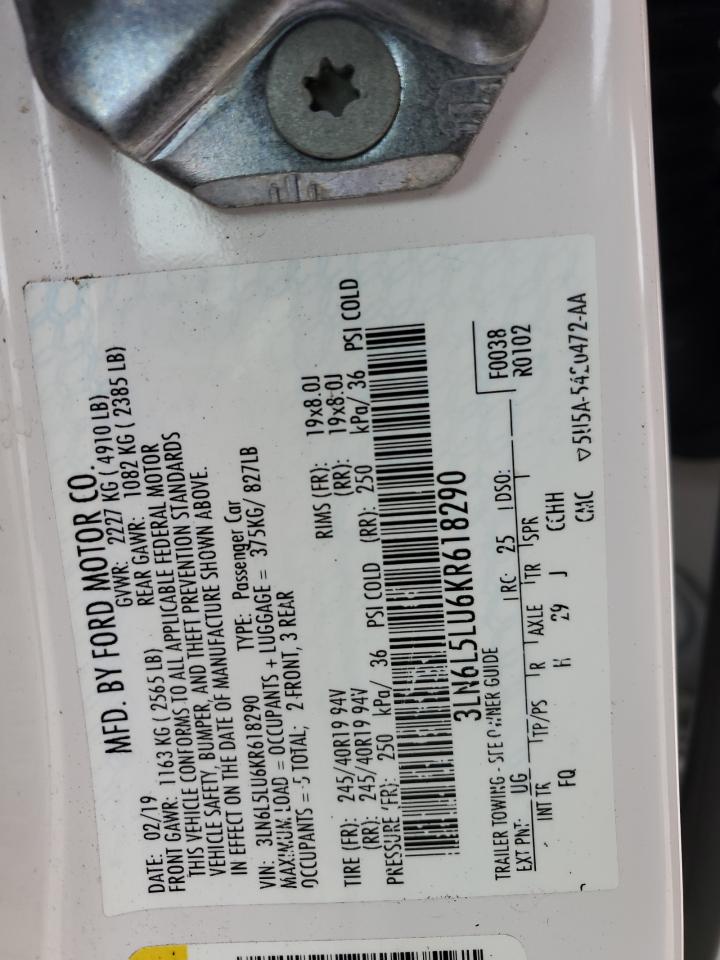 MFD. BY FORD MOTOR CO.
DATE: 02/19 GVWR: 2227 KG ( 4910 LB)
FRONT GAWR: 1163 KG ( 2565 LB) REAR GAWR: 1082 KG ( 2385 LB)
THIS VEHICLE CONFORMS TO ALL APPLICABLE FEDERAL MOTOR
VEHICLE SAFETY, BUMPER, AND THEFT PREVENTION STANDARDS
IN EFFECT ON THE DATE OF MANUFACTURE SHOWN ABOVE.
VIN: 3LN6L5LU6KR618290 TYPE: Passenger Car
MAXIMUM LOAD = OCCUPANTS + LUGGAGE = 375KG/ 827LB
OCCUPANTS = 5 TOTAL; 2 FRONT, 3 REAR
TIRE (FR): 245/40R19 94V RIMS (FR): 19x8.0J
(RR): 245/40R19 94V (RR): 19x8.0J
PRESSURE (FR): 250 kPa/ 36 PSI COLD (RR): 250 kPa/ 36 PSI COLD
3LN6L5LU6KR618290
TRAILER TOWING - SEE OWNER GUIDE
EXT PNT: UG RC: 25 DSO: F0038
R0102
INT TR TP/PS R AXLE TR SPR
FQ H 29 J CCHH
CMC ▽5U5A-5420472-AA